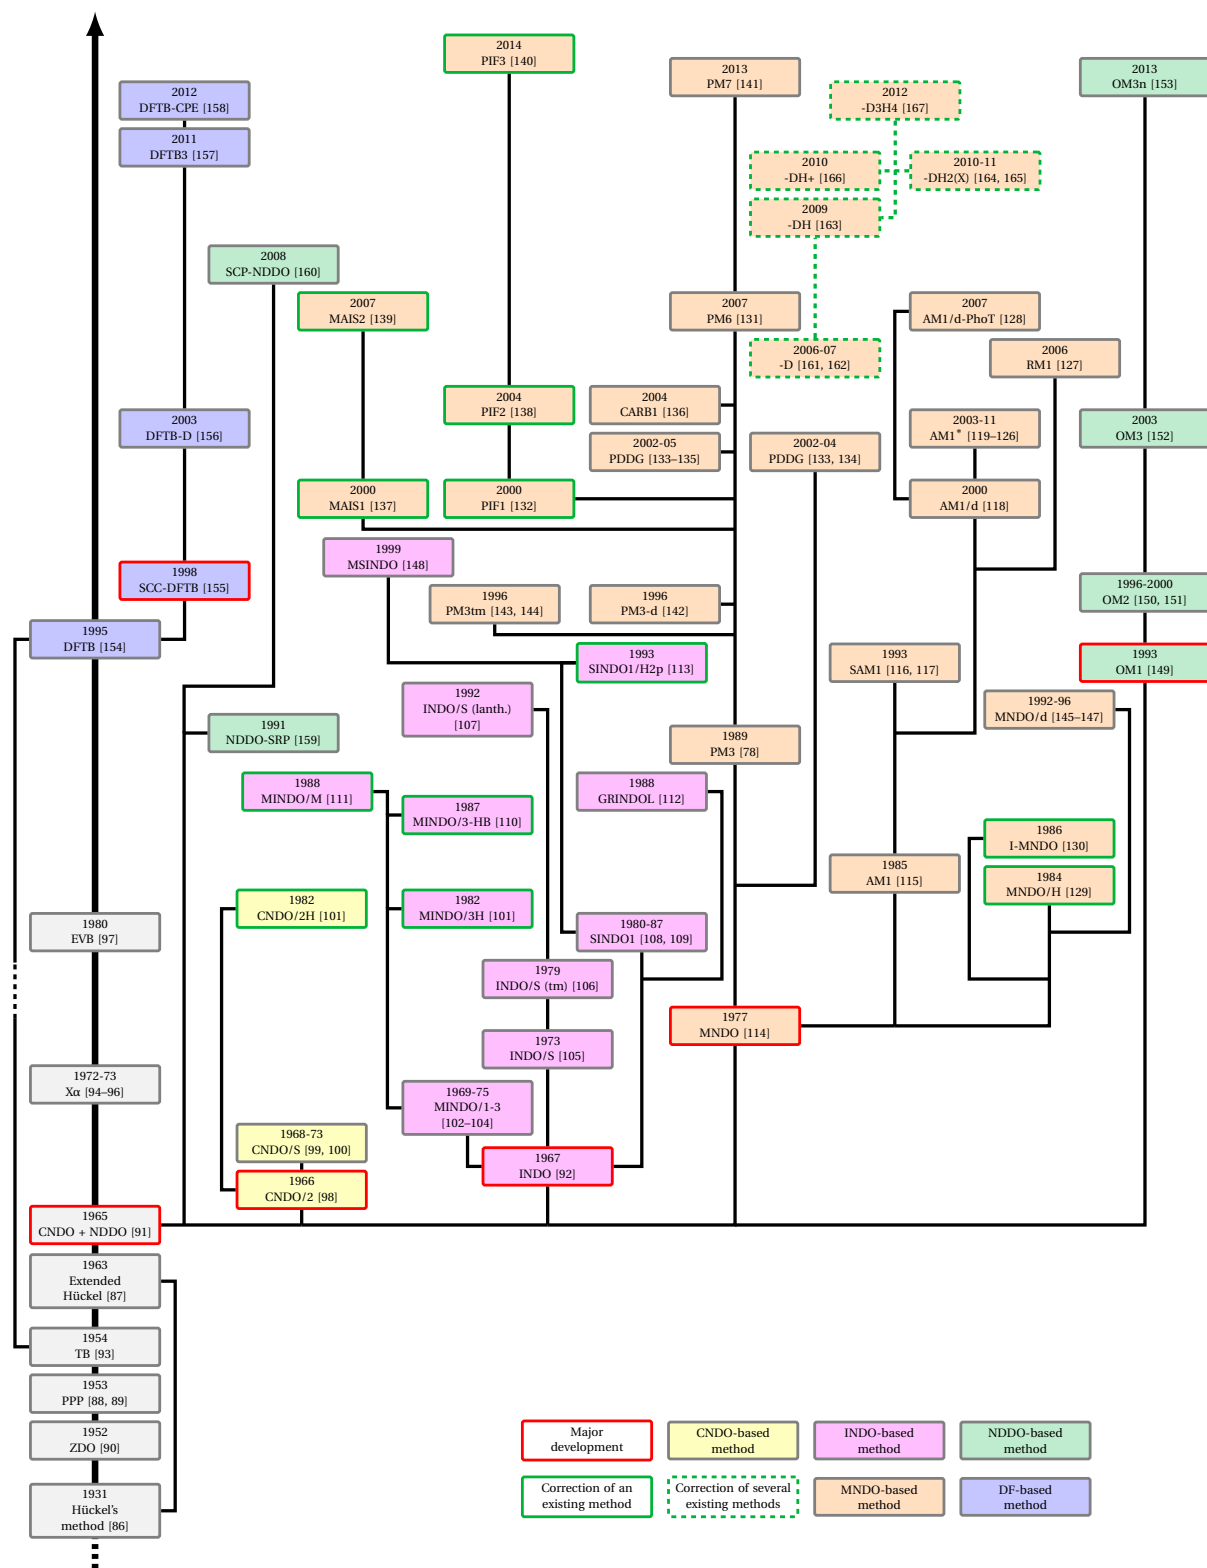 2014
PIF3 [140]
2013
PM7 [141]
2013
OM3n [153]
2012
DFTB-CPE [158]
2012
-D3H4 [167]
2011
DFTB3 [157]
2010
-DH+ [166]
2010-11
-DH2(X) [164, 165]
2009
-DH [163]
2008
SCP-NDDO [160]
2007
MAIS2 [139]
2007
PM6 [131]
2007
AM1/d-PhoT [128]
2006-07
-D [161, 162]
2006
RM1 [127]
2004
PIF2 [138]
2004
CARB1 [136]
2003
DFTB-D [156]
2003-11
AM1* [119–126]
2003
OM3 [152]
2002-05
PDDG [133–135]
2002-04
PDDG [133, 134]
2000
MAIS1 [137]
2000
PIF1 [132]
2000
AM1/d [118]
1999
MSINDO [148]
1998
SCC-DFTB [155]
1996
PM3tm [143, 144]
1996
PM3-d [142]
1996-2000
OM2 [150, 151]
1995
DFTB [154]
1993
SINDO1/H2p [113]
1993
SAM1 [116, 117]
1993
OM1 [149]
1992
INDO/S (lanth.)
[107]
1992-96
MNDO/d [145–147]
1991
NDDO-SRP [159]
1989
PM3 [78]
1988
MINDO/M [111]
1988
GRINDOL [112]
1987
MINDO/3-HB [110]
1986
I-MNDO [130]
1985
AM1 [115]
1984
MNDO/H [129]
1982
CNDO/2H [101]
1982
MINDO/3H [101]
1980
EVB [97]
1980-87
SINDO1 [108, 109]
1979
INDO/S (tm) [106]
1977
MNDO [114]
1973
INDO/S [105]
1972-73
Xα [94–96]
1969-75
MINDO/1-3
[102–104]
1968-73
CNDO/S [99, 100]
1967
INDO [92]
1966
CNDO/2 [98]
1965
CNDO + NDDO [91]
1963
Extended
Hückel [87]
1954
TB [93]
1953
PPP [88, 89]
1952
ZDO [90]
1931
Hückel's
method [86]
Major
development
CNDO-based
method
INDO-based
method
NDDO-based
method
Correction of an
existing method
Correction of several
existing methods
MNDO-based
method
DF-based
method